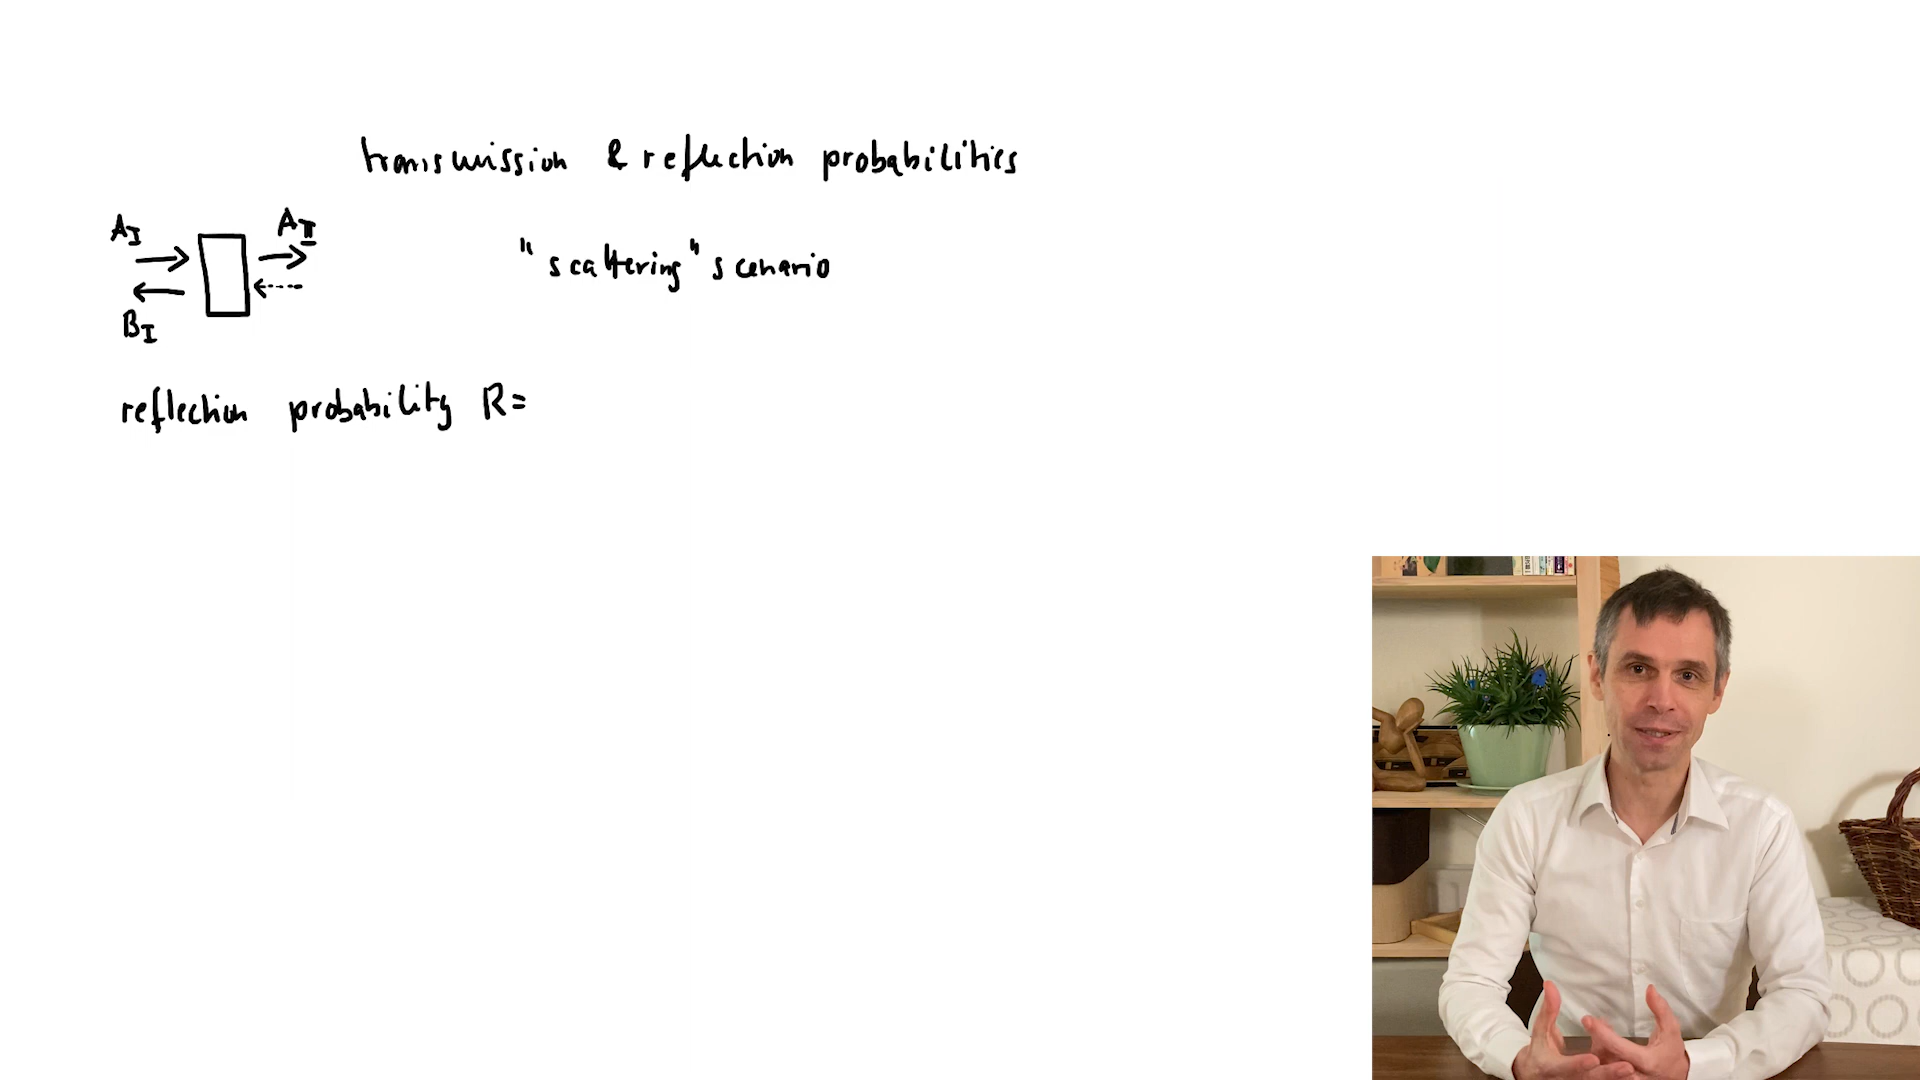 transmission & reflection probabilities
A_I A_II
"scattering" scenario
B_I
reflection probability R=